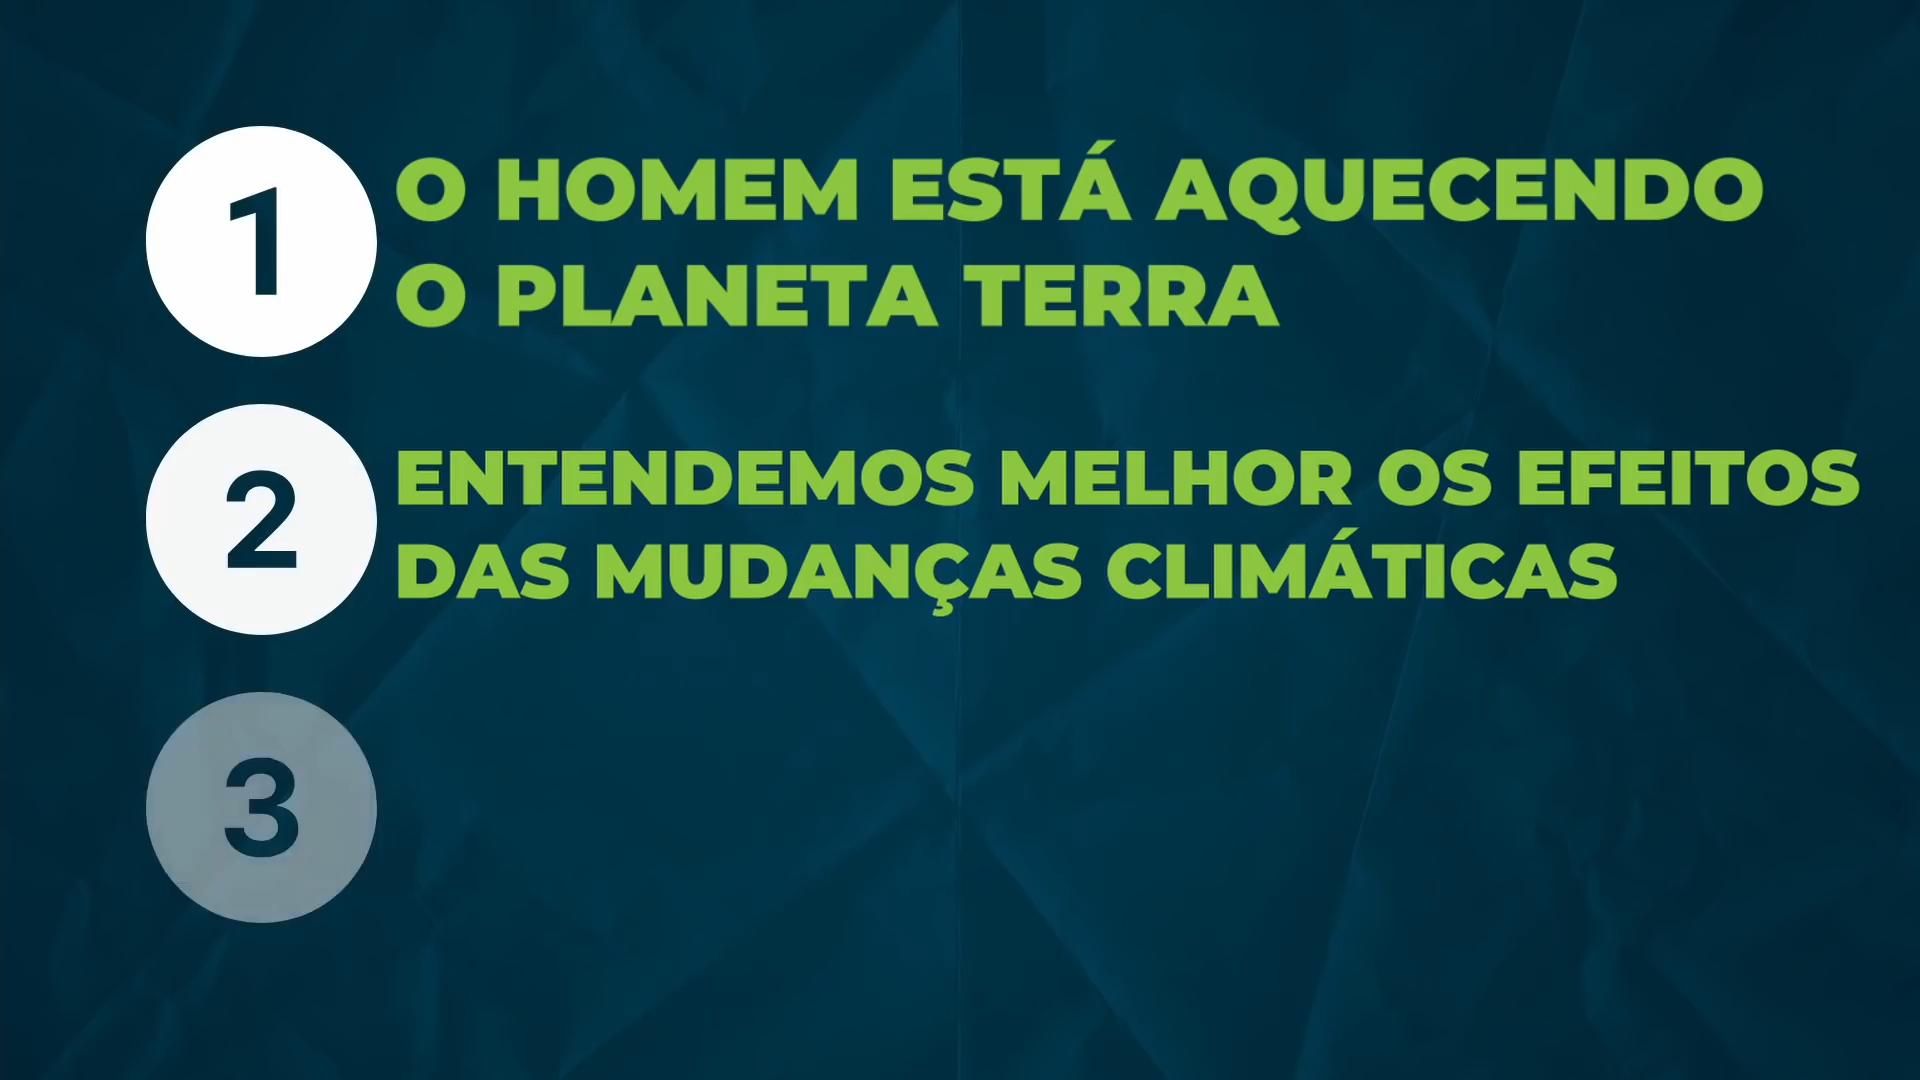 1
O HOMEM ESTÁ AQUECENDO
O PLANETA TERRA
2
ENTENDEMOS MELHOR OS EFEITOS
DAS MUDANÇAS CLIMÁTICAS
3